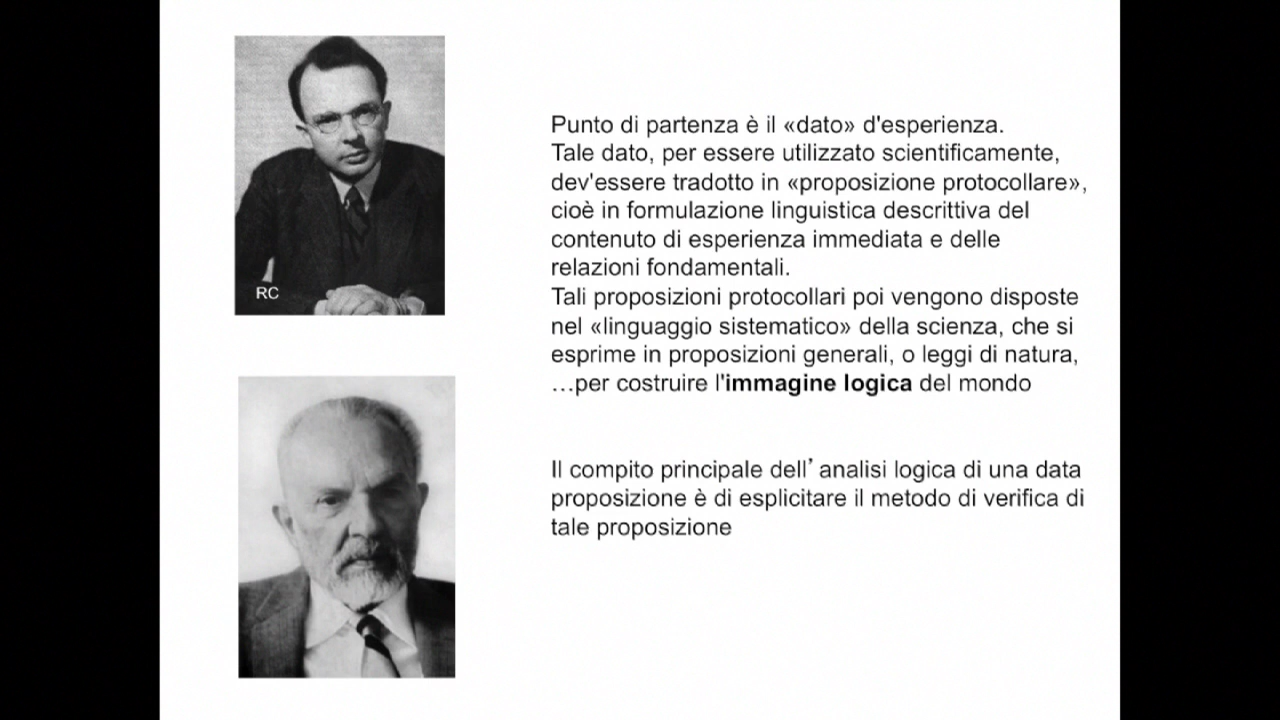 RC
Punto di partenza è il «dato» d'esperienza.
Tale dato, per essere utilizzato scientificamente,
dev'essere tradotto in «proposizione protocollare»,
cioè in formulazione linguistica descrittiva del
contenuto di esperienza immediata e delle
relazioni fondamentali.
Tali proposizioni protocollari poi vengono disposte
nel «linguaggio sistematico» della scienza, che si
esprime in proposizioni generali, o leggi di natura,
…per costruire l'immagine logica del mondo
Il compito principale dell’analisi logica di una data
proposizione è di esplicitare il metodo di verifica di
tale proposizione